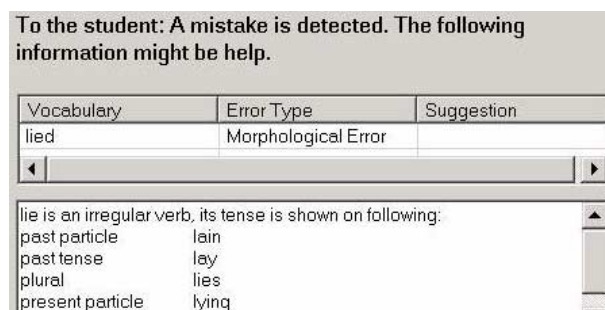 To the student: A mistake is detected. The following
information might be help.
Vocabulary Error Type Suggestion
lied Morphological Error
lie is an irregular verb, its tense is shown on following:
past particle lain
past tense lay
plural lies
present particle lying